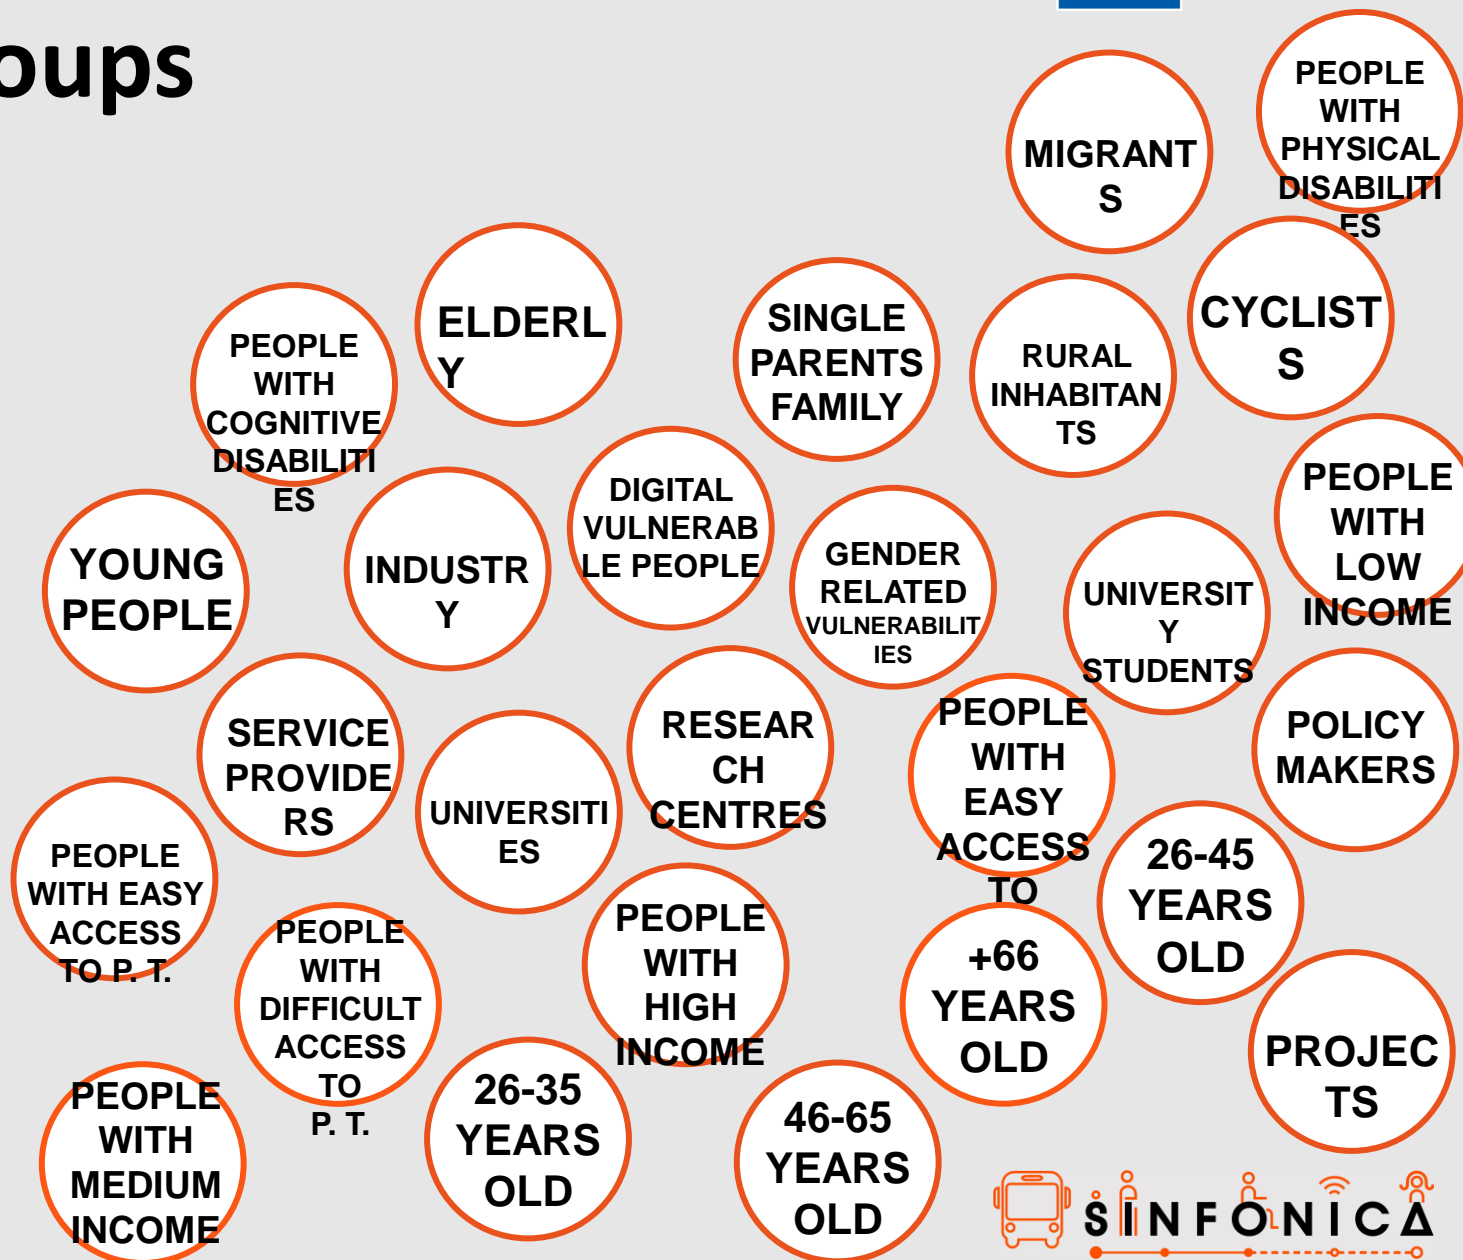 oups
PEOPLE
WITH
PHYSICAL
DISABILITI
ES
MIGRANT
S
ELDERL
Y
SINGLE
PARENTS
FAMILY
RURAL
INHABITAN
TS
CYCLIST
S
PEOPLE
WITH
COGNITIVE
DISABILITI
ES
YOUNG
PEOPLE
INDUSTR
Y
DIGITAL
VULNERAB
LE PEOPLE
GENDER
RELATED
VULNERABILIT
IES
UNIVERSIT
Y
STUDENTS
PEOPLE
WITH
LOW
INCOME
SERVICE
PROVIDE
RS
UNIVERSITI
ES
RESEAR
CH
CENTRES
PEOPLE
WITH
EASY
ACCESS
TO
POLICY
MAKERS
PEOPLE
WITH EASY
ACCESS
TO P. T.
PEOPLE
WITH
DIFFICULT
ACCESS
TO
P. T.
PEOPLE
WITH
HIGH
INCOME
+66
YEARS
OLD
26-45
YEARS
OLD
PROJEC
TS
PEOPLE
WITH
MEDIUM
INCOME
26-35
YEARS
OLD
46-65
YEARS
OLD
SINFONICA